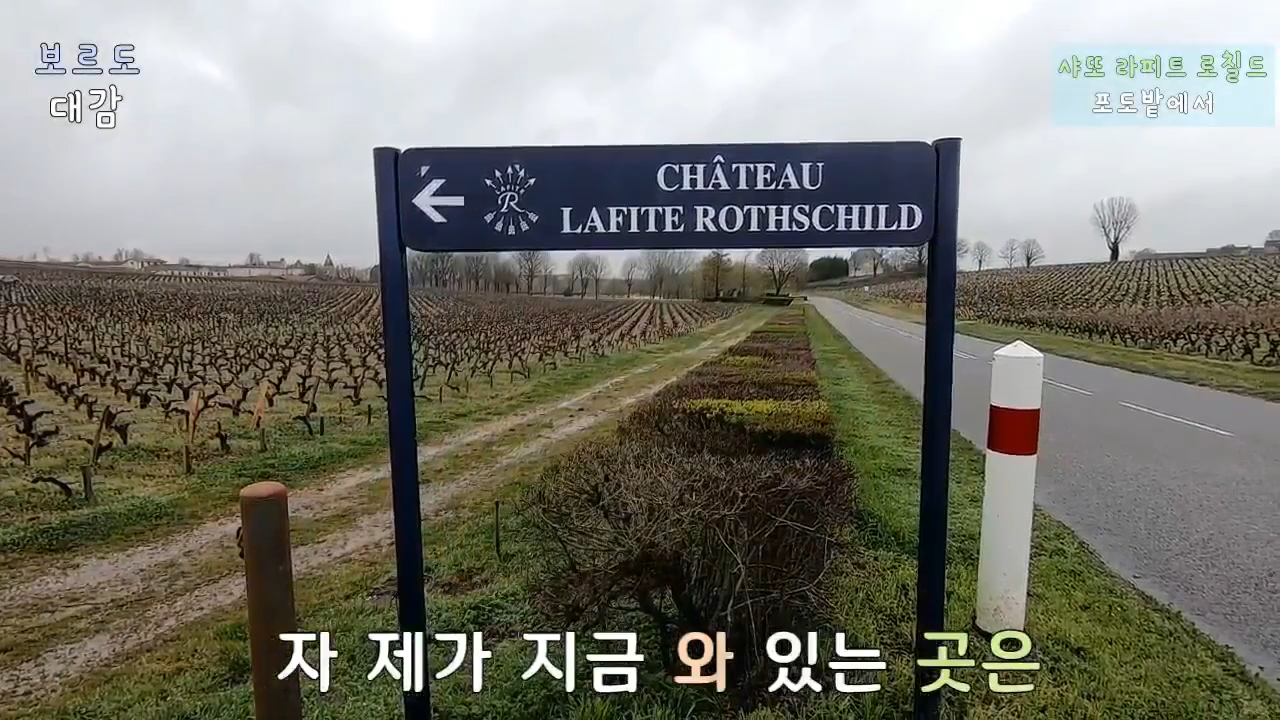 보르도
대감
샤또 라피트 로칠드
포도밭에서
CHÂTEAU
LAFITE ROTHSCHILD
LAFITE
R
자 제가 지금 와 있는 곳은